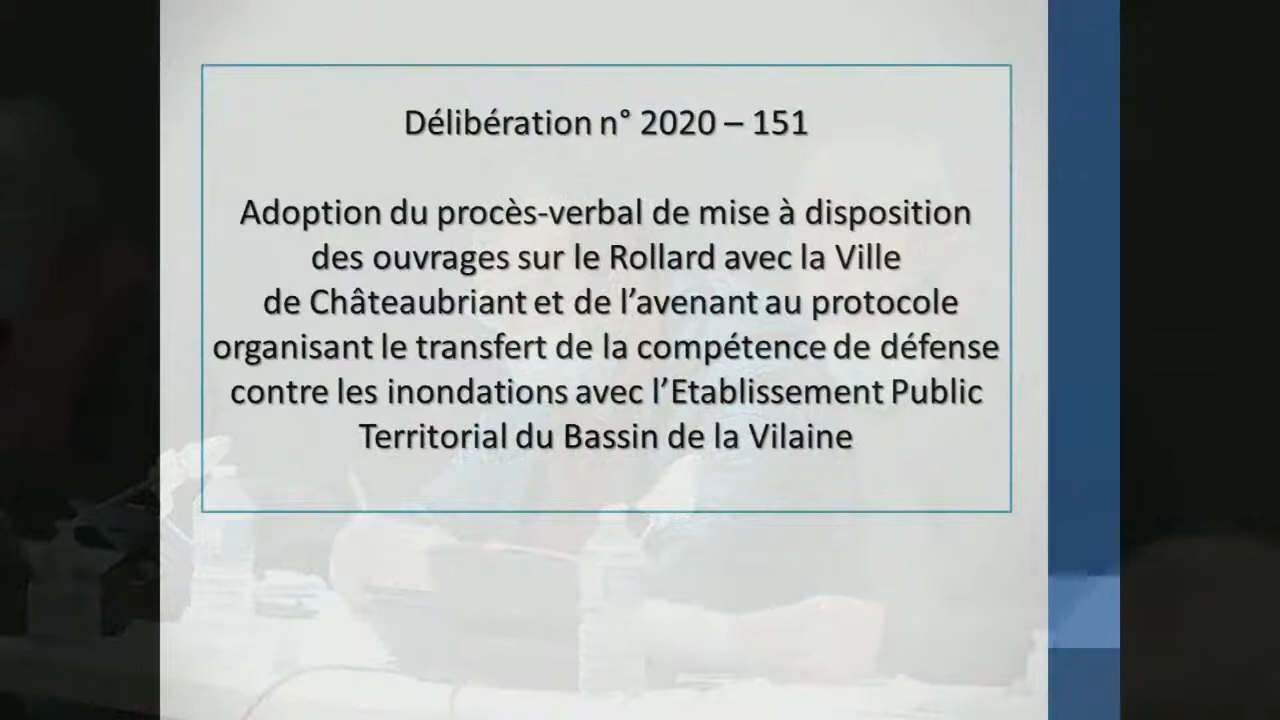 Délibération n° 2020 – 151
Adoption du procès-verbal de mise à disposition
des ouvrages sur le Rollard avec la Ville
de Châteaubriant et de l’avenant au protocole
organisant le transfert de la compétence de défense
contre les inondations avec l’Etablissement Public
Territorial du Bassin de la Vilaine